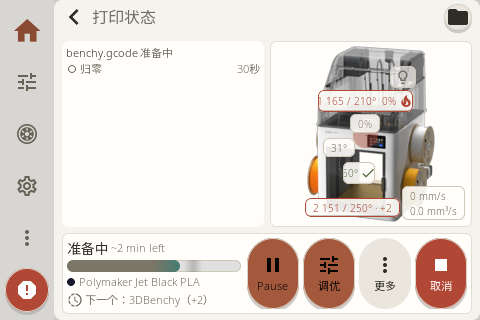 打印状态
benchy.gcode 准备中
归零 30秒
1 165 / 210° 0%
0%
31°
60° ✓
2 151 / 250° ·+2
0 mm/s
0.0 mm³/s
准备中 ~2 min left
Polymaker Jet Black PLA
下一个：3DBenchy（+2）
Pause
调优
更多
取消